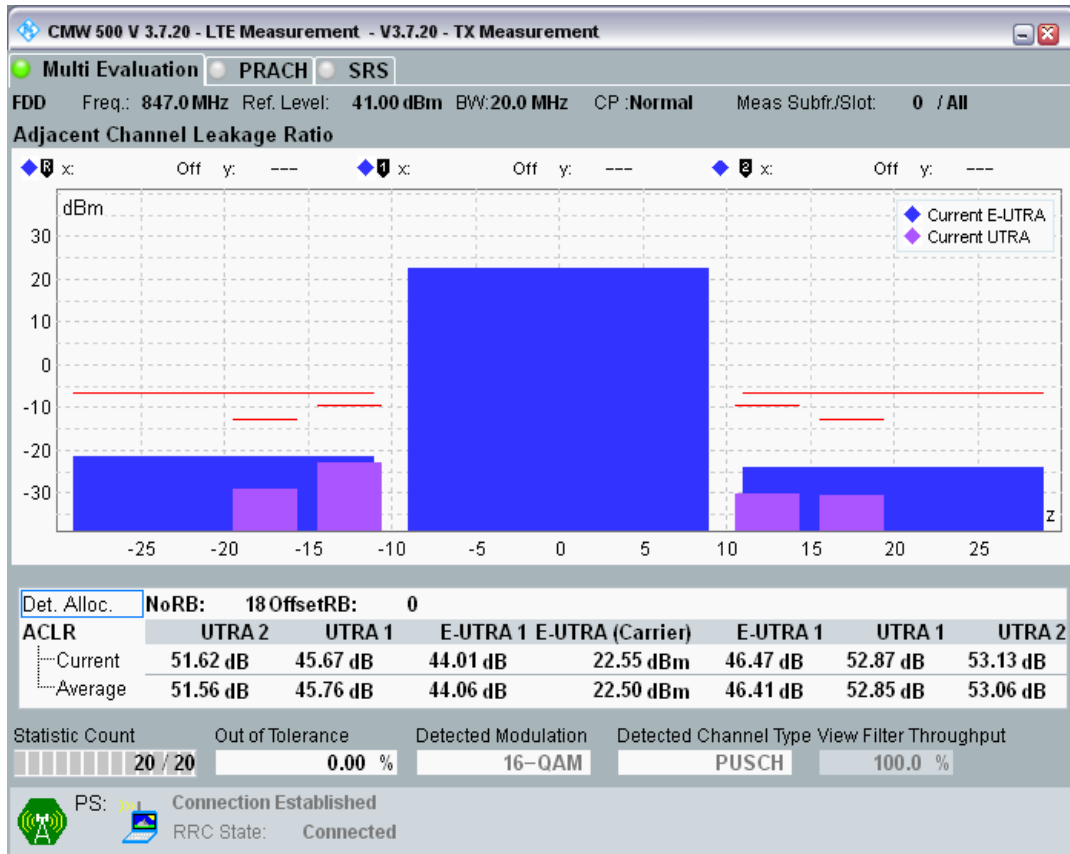 CMW 500 V 3.7.20 - LTE Measurement - V3.7.20 - TX Measurement
Multi Evaluation PRACH SRS
FDD Freq.: 847.0 MHz Ref. Level: 41.00 dBm BW: 20.0 MHz CP :Normal Meas Subfr./Slot: 0 / All
Adjacent Channel Leakage Ratio
R x: Off y: --- 1 x: Off y: --- 2 x: Off y: ---
dBm
Current E-UTRA
Current UTRA
30
20
10
0
-10
-20
-30
z
-25 -20 -15 -10 -5 0 5 10 15 20 25
Det. Alloc. NoRB: 18 OffsetRB: 0
ACLR UTRA 2 UTRA 1 E-UTRA 1 E-UTRA (Carrier) E-UTRA 1 UTRA 1 UTRA 2
Current 51.62 dB 45.67 dB 44.01 dB 22.55 dBm 46.47 dB 52.87 dB 53.13 dB
Average 51.56 dB 45.76 dB 44.06 dB 22.50 dBm 46.41 dB 52.85 dB 53.06 dB
Statistic Count Out of Tolerance Detected Modulation Detected Channel Type View Filter Throughput
20 / 20 0.00 % 16-QAM PUSCH 100.0 %
PS: Connection Established
RRC State: Connected